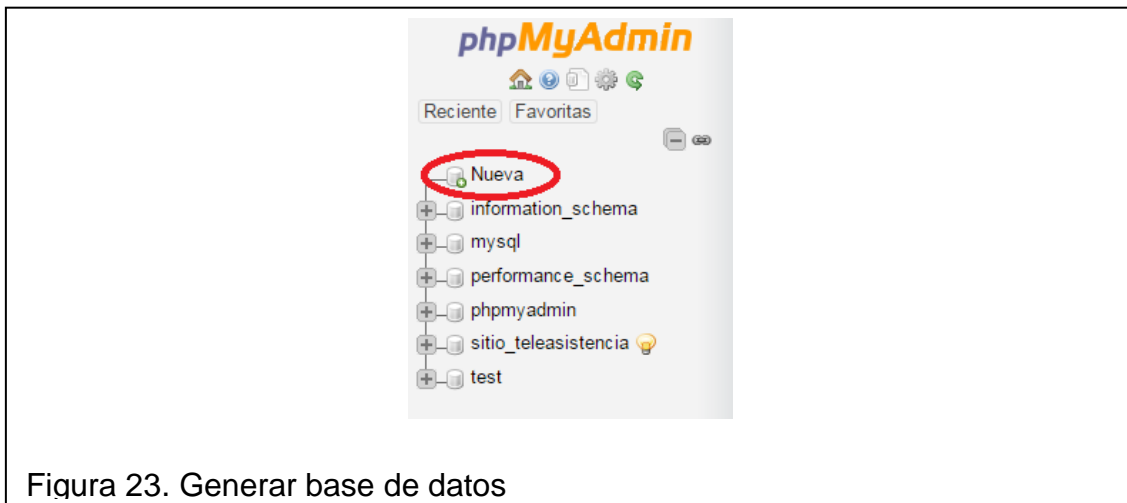 phpMyAdmin
Reciente Favoritas
Nueva
information_schema
mysql
performance_schema
phpmyadmin
sitio_teleasistencia
test
Figura 23. Generar base de datos